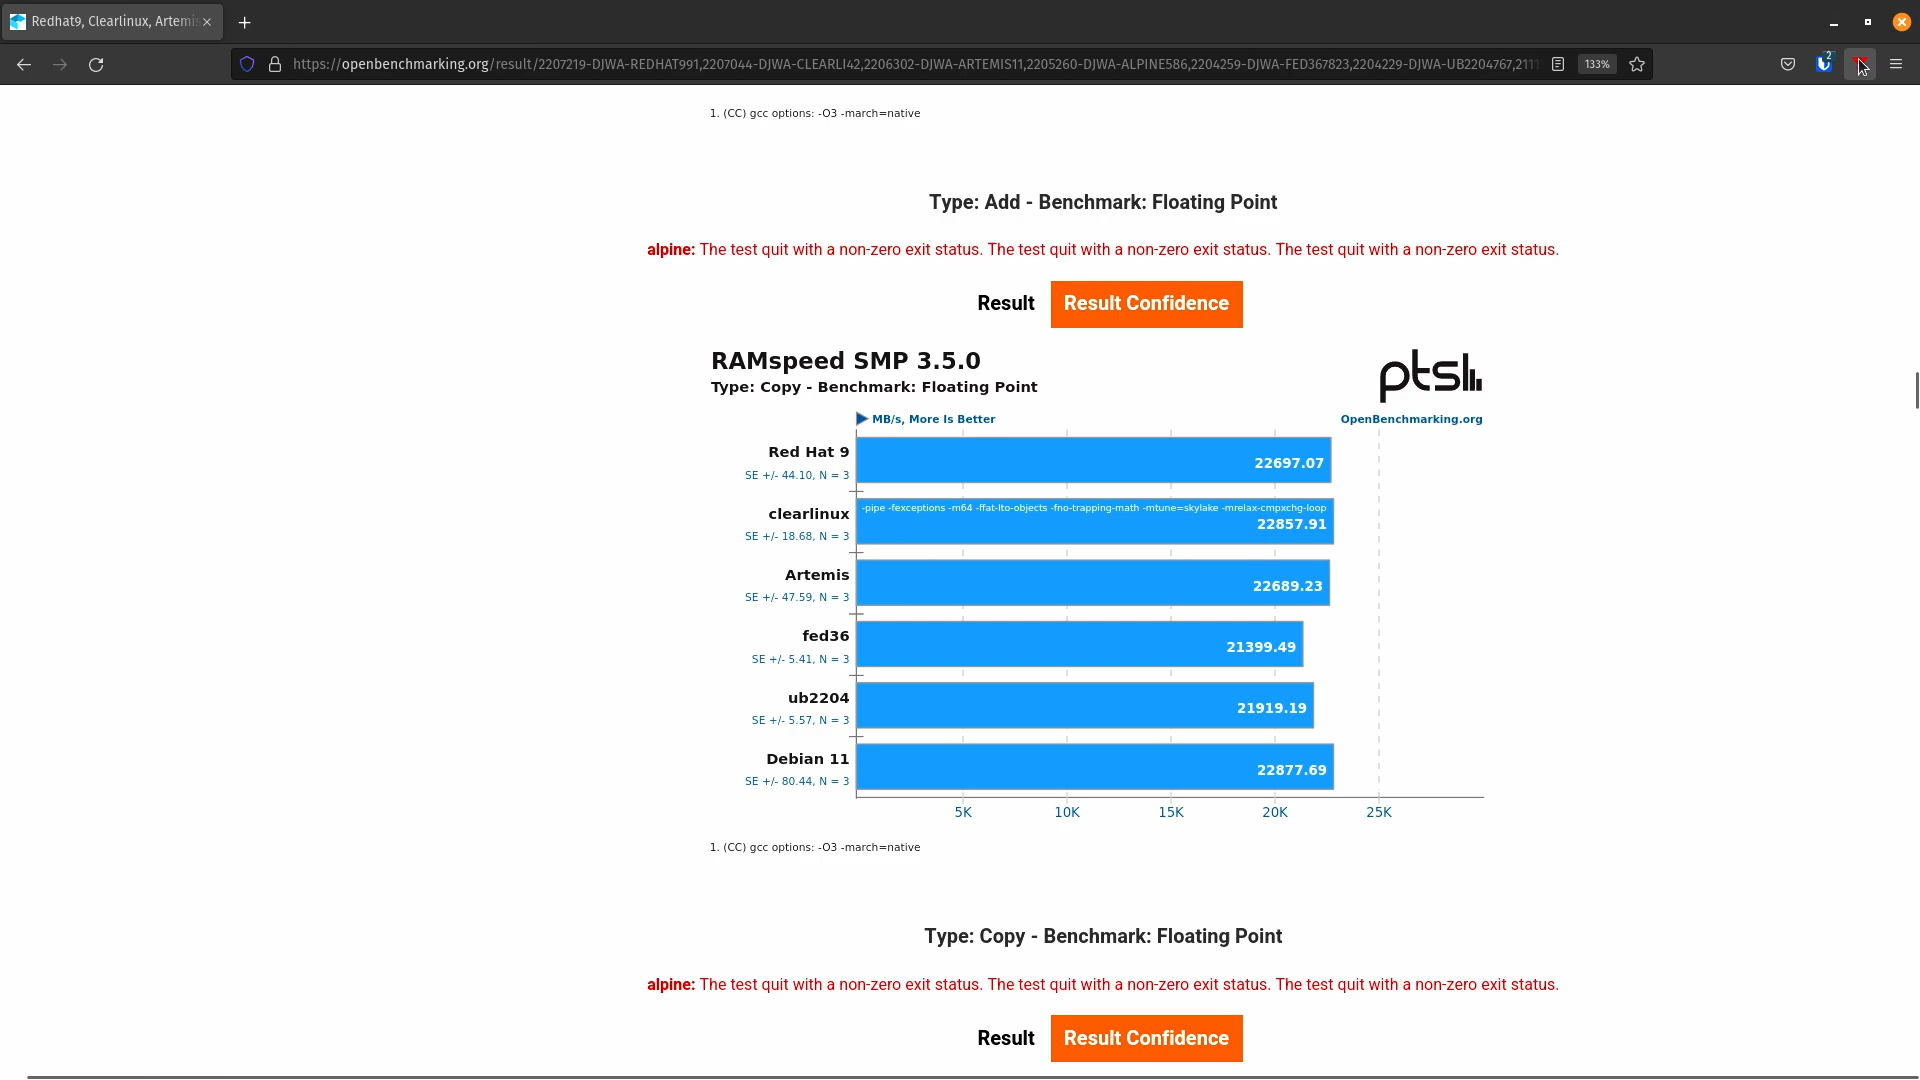 Redhat9, Clearlinux, Artemi
https://openbenchmarking.org/result/2207219-DJWA-REDHAT991,2207044-DJWA-CLEARLI42,2206302-DJWA-ARTEMIS11,2205260-DJWA-ALPINE586,2204259-DJWA-FED367823,2204229-DJWA-UB2204767,2111
133%
2
1. (CC) gcc options: -O3 -march=native
Type: Add - Benchmark: Floating Point
alpine: The test quit with a non-zero exit status. The test quit with a non-zero exit status. The test quit with a non-zero exit status.
Result Result Confidence
RAMspeed SMP 3.5.0
Type: Copy - Benchmark: Floating Point
pts
MB/s, More Is Better
OpenBenchmarking.org
Red Hat 9
SE +/- 44.10, N = 3
22697.07
clearlinux
SE +/- 18.68, N = 3
-pipe -fexceptions -m64 -ffat-lto-objects -fno-trapping-math -mtune=skylake -mrelax-cmpxchg-loop
22857.91
Artemis
SE +/- 47.59, N = 3
22689.23
fed36
SE +/- 5.41, N = 3
21399.49
ub2204
SE +/- 5.57, N = 3
21919.19
Debian 11
SE +/- 80.44, N = 3
22877.69
5K 10K 15K 20K 25K
1. (CC) gcc options: -O3 -march=native
Type: Copy - Benchmark: Floating Point
alpine: The test quit with a non-zero exit status. The test quit with a non-zero exit status. The test quit with a non-zero exit status.
Result Result Confidence